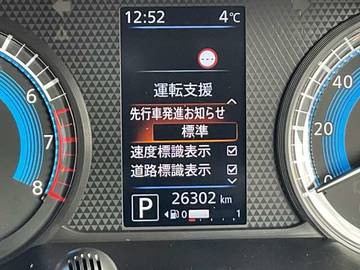 12:52 4℃
運転支援
先行車発進お知らせ
標準
速度標識表示
道路標識表示
P 26302 km
0 1
6
7
8
40
20
0